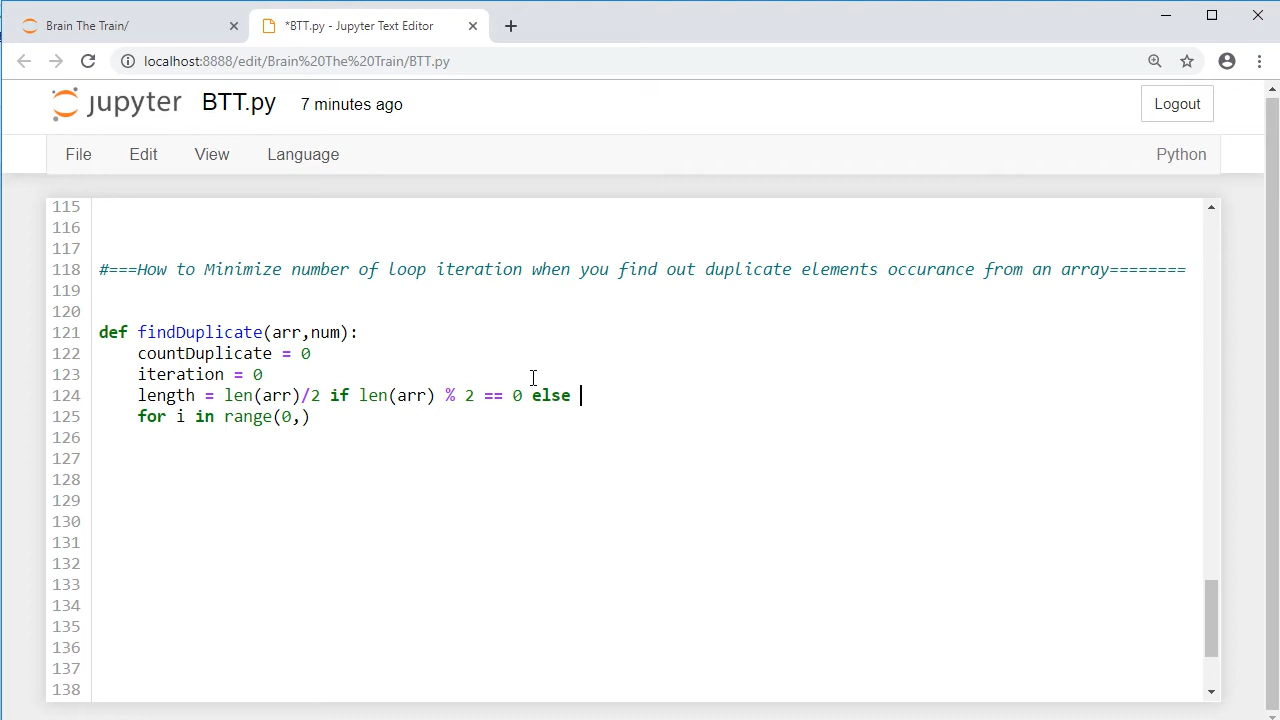 Brain The Train/
*BTT.py - Jupyter Text Editor
localhost:8888/edit/Brain%20The%20Train/BTT.py
jupyter BTT.py 7 minutes ago
Logout
File Edit View Language Python
115
116
117
118 #===How to Minimize number of loop iteration when you find out duplicate elements occurance from an array========
119
120
121 def findDuplicate(arr,num):
122 countDuplicate = 0
123 iteration = 0
124 length = len(arr)/2 if len(arr) % 2 == 0 else
125 for i in range(0,)
126
127
128
129
130
131
132
133
134
135
136
137
138